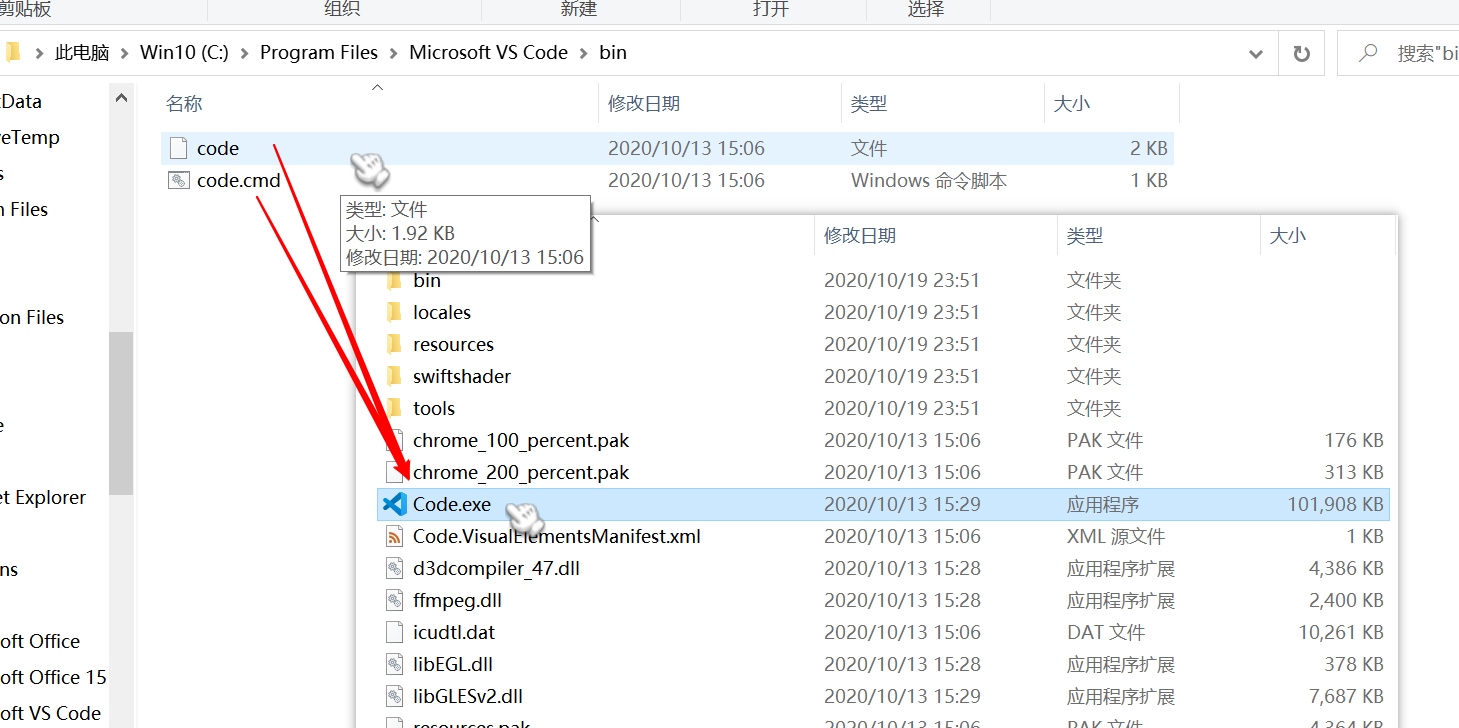 剪贴板 组织 新建 打开 选择
此电脑 Win10 (C:) Program Files Microsoft VS Code bin 搜索"bi
tData
名称 修改日期 类型 大小
veTemp
code 2020/10/13 15:06 文件 2 KB
s
code.cmd 2020/10/13 15:06 Windows 命令脚本 1 KB
n Files
类型: 文件
大小: 1.92 KB
修改日期: 2020/10/13 15:06
修改日期 类型 大小
bin 2020/10/19 23:51 文件夹
on Files
locales 2020/10/19 23:51 文件夹
resources 2020/10/19 23:51 文件夹
swiftshader 2020/10/19 23:51 文件夹
tools 2020/10/19 23:51 文件夹
e
chrome_100_percent.pak 2020/10/13 15:06 PAK 文件 176 KB
chrome_200_percent.pak 2020/10/13 15:06 PAK 文件 313 KB
et Explorer
Code.exe 2020/10/13 15:29 应用程序 101,908 KB
Code.VisualElementsManifest.xml 2020/10/13 15:06 XML 源文件 1 KB
ns
d3dcompiler_47.dll 2020/10/13 15:28 应用程序扩展 4,386 KB
ffmpeg.dll 2020/10/13 15:28 应用程序扩展 2,400 KB
icudtl.dat 2020/10/13 15:06 DAT 文件 10,261 KB
oft Office
libEGL.dll 2020/10/13 15:28 应用程序扩展 378 KB
oft Office 15
libGLESv2.dll 2020/10/13 15:29 应用程序扩展 7,687 KB
oft VS Code
resources.pak 2020/10/13 15:06 PAK 文件 4,364 KB